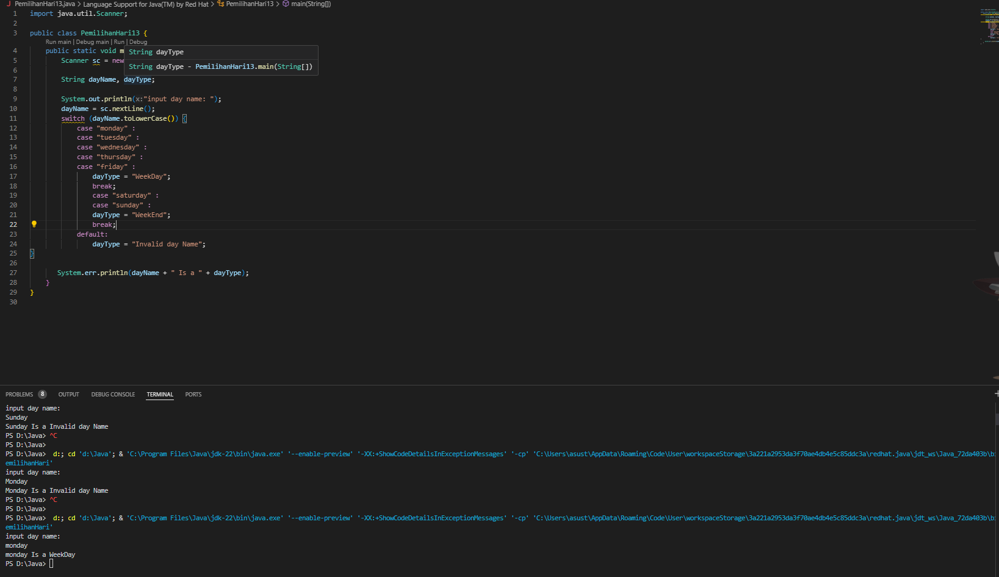 PemilihanHari13.java > Language Support for Java(TM) by Red Hat > PemilihanHari13 > main(String[])
1 import java.util.Scanner;
2
3 public class PemilihanHari13 {
Run main | Debug main | Run | Debug
4 public static void m
String dayType
5 Scanner sc = new
String dayType - PemilihanHari13.main(String[])
6
7 String dayName, dayType;
8
9 System.out.println(x:"input day name: ");
10 dayName = sc.nextLine();
11 switch (dayName.toLowerCase()) {
12 case "monday" :
13 case "tuesday" :
14 case "wednesday" :
15 case "thursday" :
16 case "friday" :
17 dayType = "WeekDay";
18 break;
19 case "saturday" :
20 case "sunday" :
21 dayType = "WeekEnd";
22 break;
23 default:
24 dayType = "Invalid day Name";
25 }
26
27 System.err.println(dayName + " Is a " + dayType);
28 }
29 }
30
PROBLEMS 8 OUTPUT DEBUG CONSOLE TERMINAL PORTS
input day name:
Sunday
Sunday Is a Invalid day Name
PS D:\Java> ^C
PS D:\Java>
PS D:\Java> d:; cd 'd:\Java'; & 'C:\Program Files\Java\jdk-22\bin\java.exe' '--enable-preview' '-XX:+ShowCodeDetailsInExceptionMessages' '-cp' 'C:\Users\asust\AppData\Roaming\Code\User\workspaceStorage\3a221a2953da3f70ae4db4e5c85ddc3a\redhat.java\jdt_ws\Java_72da403b\bi
emilihanHari'
input day name:
Monday
Monday Is a Invalid day Name
PS D:\Java> ^C
PS D:\Java>
PS D:\Java> d:; cd 'd:\Java'; & 'C:\Program Files\Java\jdk-22\bin\java.exe' '--enable-preview' '-XX:+ShowCodeDetailsInExceptionMessages' '-cp' 'C:\Users\asust\AppData\Roaming\Code\User\workspaceStorage\3a221a2953da3f70ae4db4e5c85ddc3a\redhat.java\jdt_ws\Java_72da403b\bi
emilihanHari'
input day name:
monday
monday Is a WeekDay
PS D:\Java>